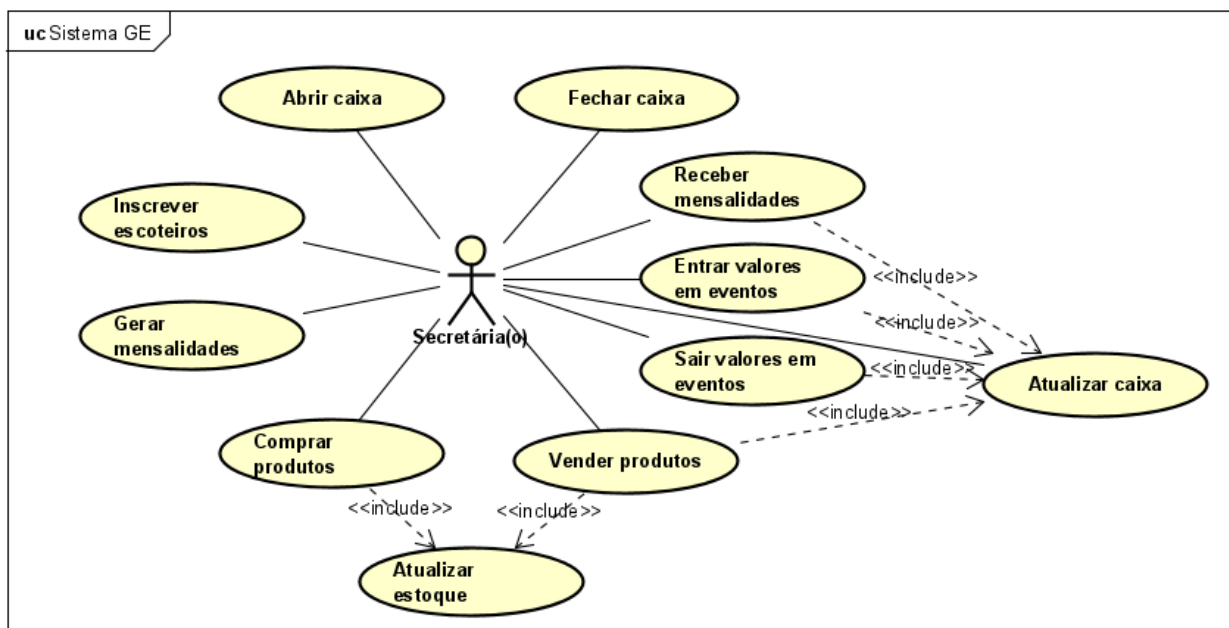 uc Sistema GE
Abrir caixa
Fechar caixa
Receber
mensalidades
Inscrever
escoteiros
Entrar valores
em eventos
<<include>>
<<include>>
Gerar
mensalidades
Secretária(o)
Sair valores em
eventos
<<include>>
Atualizar caixa
<<include>>
Comprar
produtos
Vender produtos
<<include>>
<<include>>
Atualizar
estoque